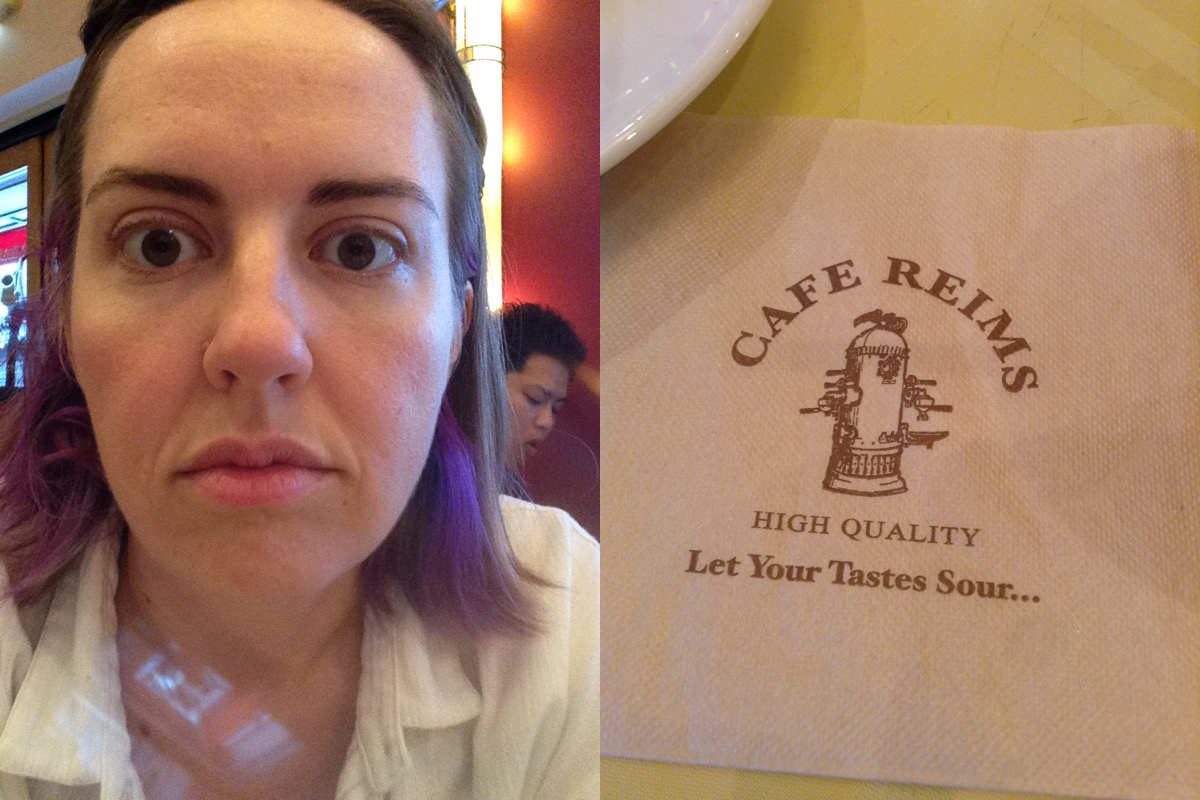 CAFE REIMS
HIGH QUALITY
Let Your Tastes Sour...